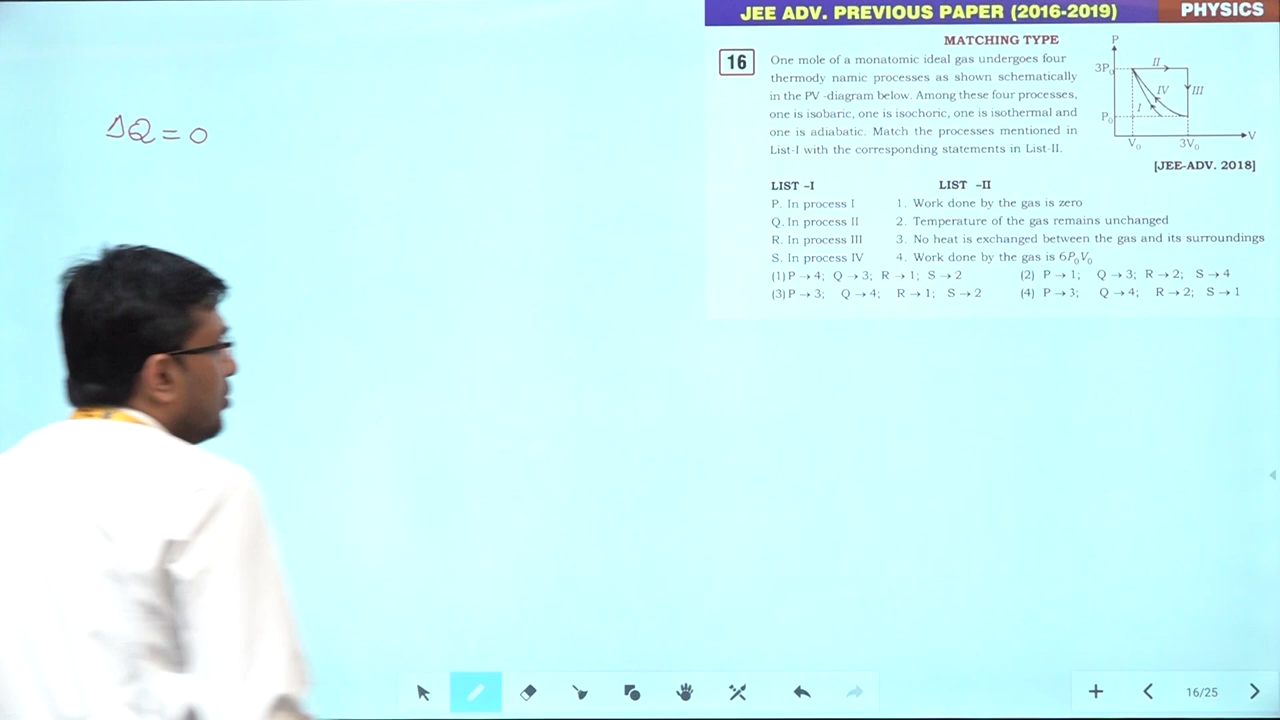 JEE ADV. PREVIOUS PAPER (2016-2019) PHYSICS
MATCHING TYPE
16
One mole of a monatomic ideal gas undergoes four
thermody namic processes as shown schematically
in the PV -diagram below. Among these four processes,
one is isobaric, one is isochoric, one is isothermal and
one is adiabatic. Match the processes mentioned in
List-I with the corresponding statements in List-II.
P
3P₀
II
IV
III
I
P₀
V
V₀ 3V₀
[JEE-ADV. 2018]
LIST –I LIST –II
P. In process I 1. Work done by the gas is zero
Q. In process II 2. Temperature of the gas remains unchanged
R. In process III 3. No heat is exchanged between the gas and its surroundings
S. In process IV 4. Work done by the gas is 6P₀V₀
(1) P → 4; Q → 3; R → 1; S → 2 (2) P → 1; Q → 3; R → 2; S → 4
(3) P → 3; Q → 4; R → 1; S → 2 (4) P → 3; Q → 4; R → 2; S → 1
ΔQ = 0
16/25